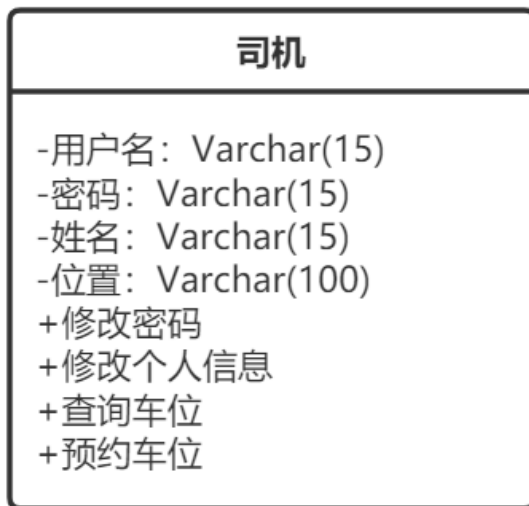 司机
-用户名：Varchar(15)
-密码：Varchar(15)
-姓名：Varchar(15)
-位置：Varchar(100)
+修改密码
+修改个人信息
+查询车位
+预约车位